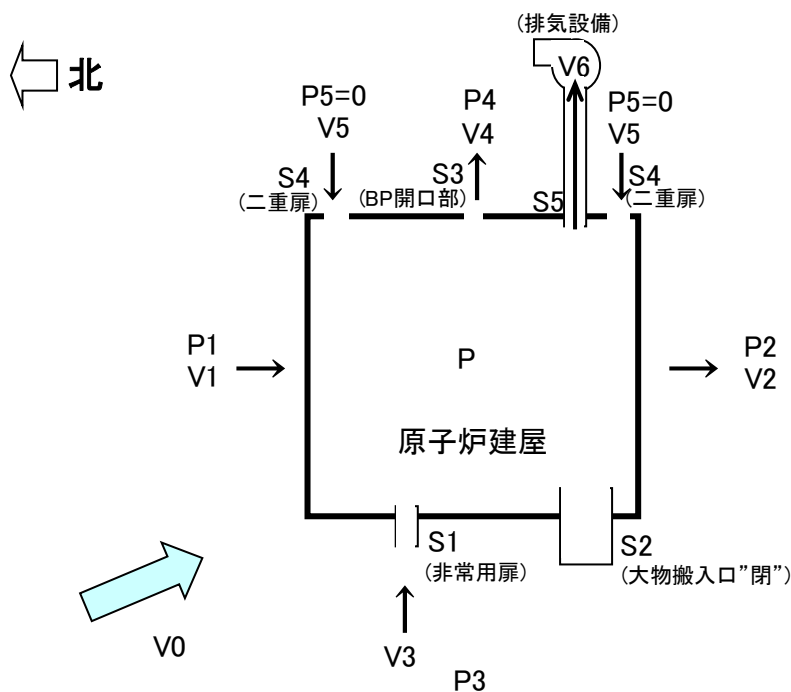 (排気設備)
北
V6
P5=0
V5
P4
V4
P5=0
V5
S4
(二重扉)
S3
(BP開口部)
S5
S4
(二重扉)
P1
V1
P
P2
V2
原子炉建屋
S1
(非常用扉)
S2
(大物搬入口”閉”)
V0
V3
P3